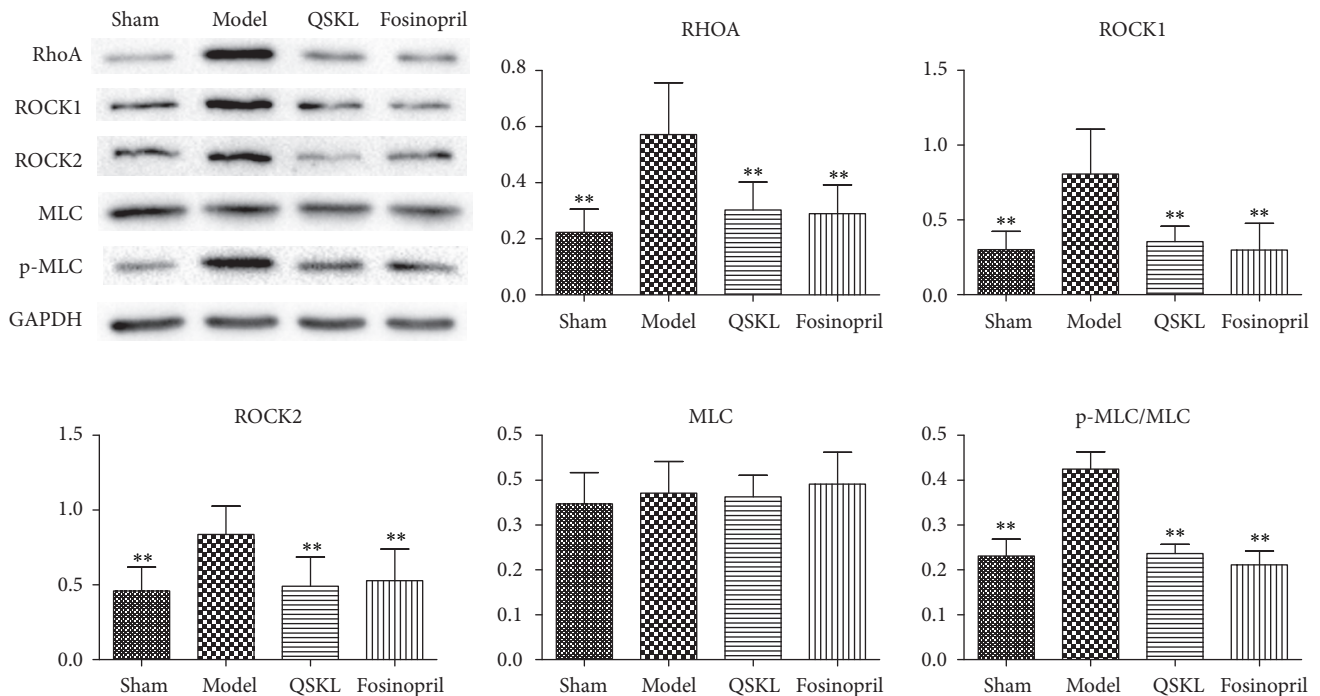 Sham Model QSKL Fosinopril
RhoA
ROCK1
ROCK2
MLC
p-MLC
GAPDH
RHOA
0.8
0.6
0.4
0.2
0.0
**
**
**
Sham Model QSKL Fosinopril
ROCK1
1.5
1.0
0.5
0.0
**
**
**
Sham Model QSKL Fosinopril
ROCK2
1.5
1.0
0.5
0.0
**
**
**
Sham Model QSKL Fosinopril
MLC
0.5
0.5
0.3
0.2
0.1
0.0
Sham Model QSKL Fosinopril
p-MLC/MLC
0.5
0.4
0.3
0.2
0.1
0.0
**
**
**
Sham Model QSKL Fosinopril